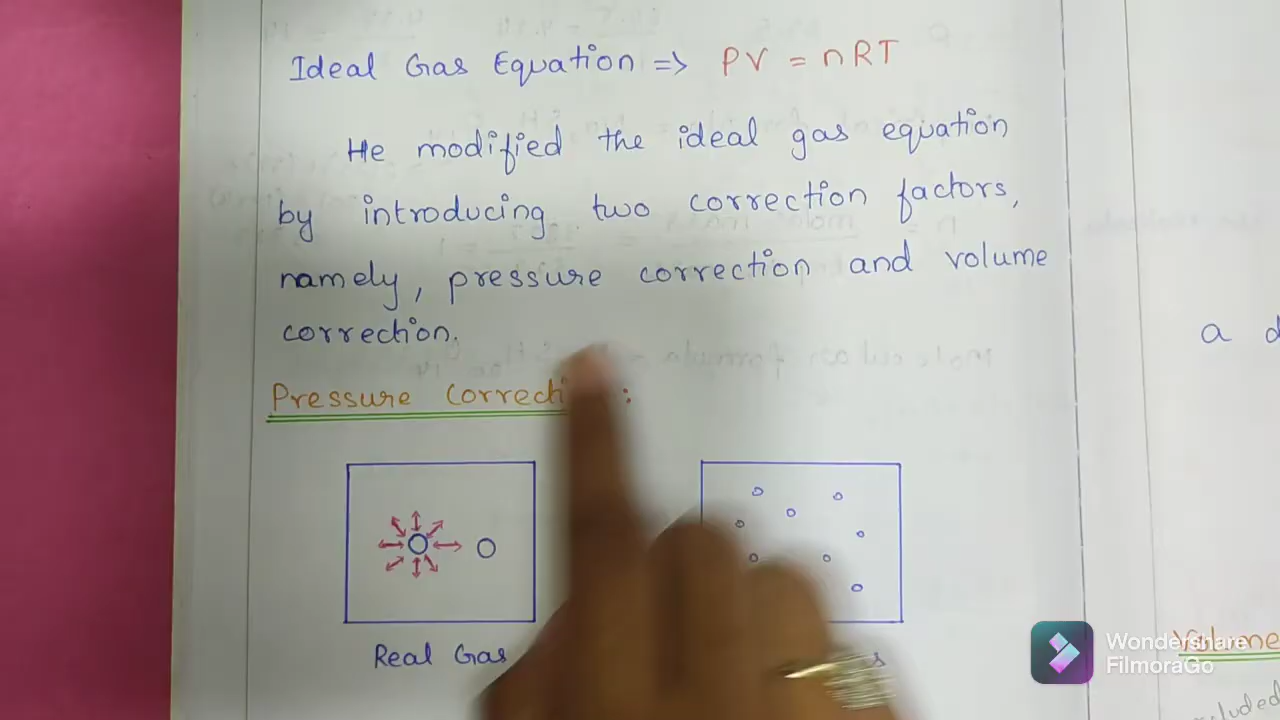 Ideal Gas Equation => PV = nRT
He modified the ideal gas equation
by introducing two correction factors,
namely, pressure correction and volume
correction.
Pressure :
Real Gas
a
Volume
Wondershare
FilmoraGo